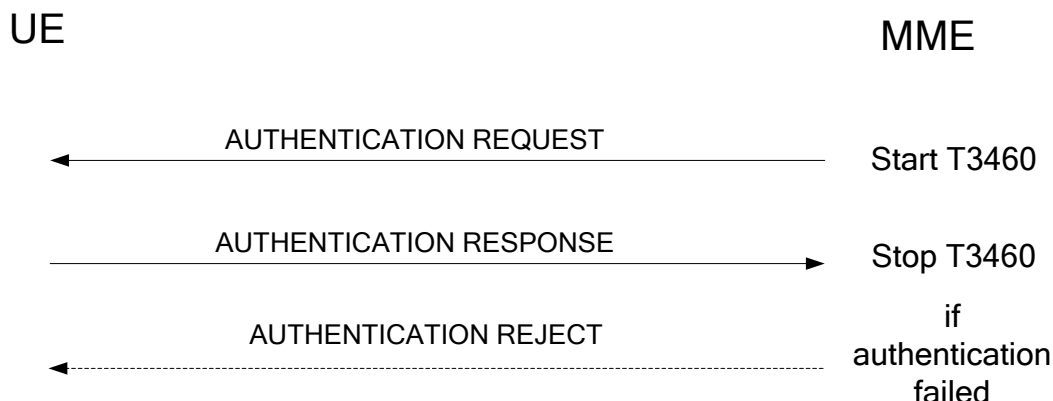 UE
MME
AUTHENTICATION REQUEST
Start T3460
AUTHENTICATION RESPONSE
Stop T3460
AUTHENTICATION REJECT
if
authentication
failed